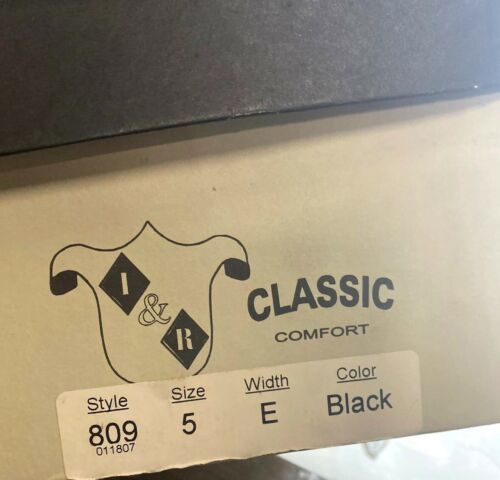 I
&
R
CLASSIC
COMFORT
Style Size Width Color
809 5 E Black
011807